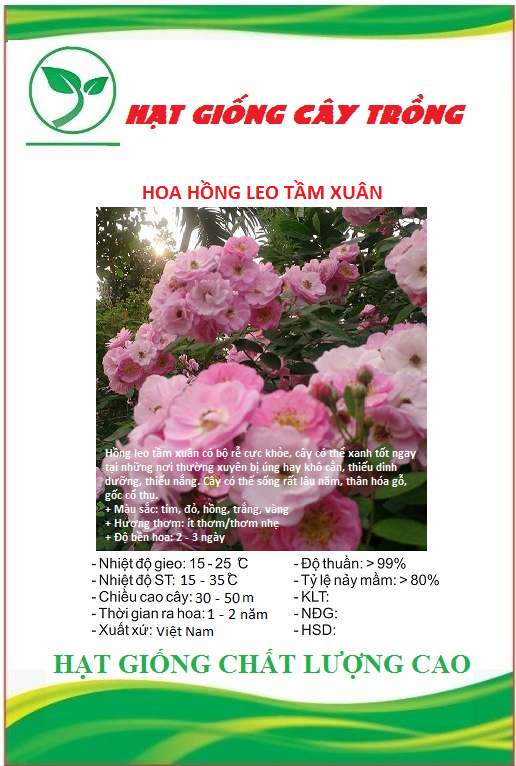 HẠT GIỐNG CÂY TRỒNG
HOA HỒNG LEO TẦM XUÂN
Hồng leo tầm xuân có bộ rễ cực khỏe, cây có thể xanh tốt ngay
tại những nơi thường xuyên bị úng hay khô cằn, thiếu dinh
dưỡng, thiếu nắng. Cây có thể sống rất lâu năm, thân hóa gỗ,
gốc cổ thụ.
+ Màu sắc: tím, đỏ, hồng, trắng, vàng
+ Hương thơm: ít thơm/thơm nhẹ
+ Độ bền hoa: 2 - 3 ngày
- Nhiệt độ gieo: 15 - 25 °C
- Nhiệt độ ST: 15 - 35°C
- Chiều cao cây: 30 - 50 m
- Thời gian ra hoa: 1 - 2 năm
- Xuất xứ: Việt Nam
- Độ thuần: > 99%
- Tỷ lệ nảy mầm: > 80%
- KLT:
- NĐG:
- HSD:
HẠT GIỐNG CHẤT LƯỢNG CAO